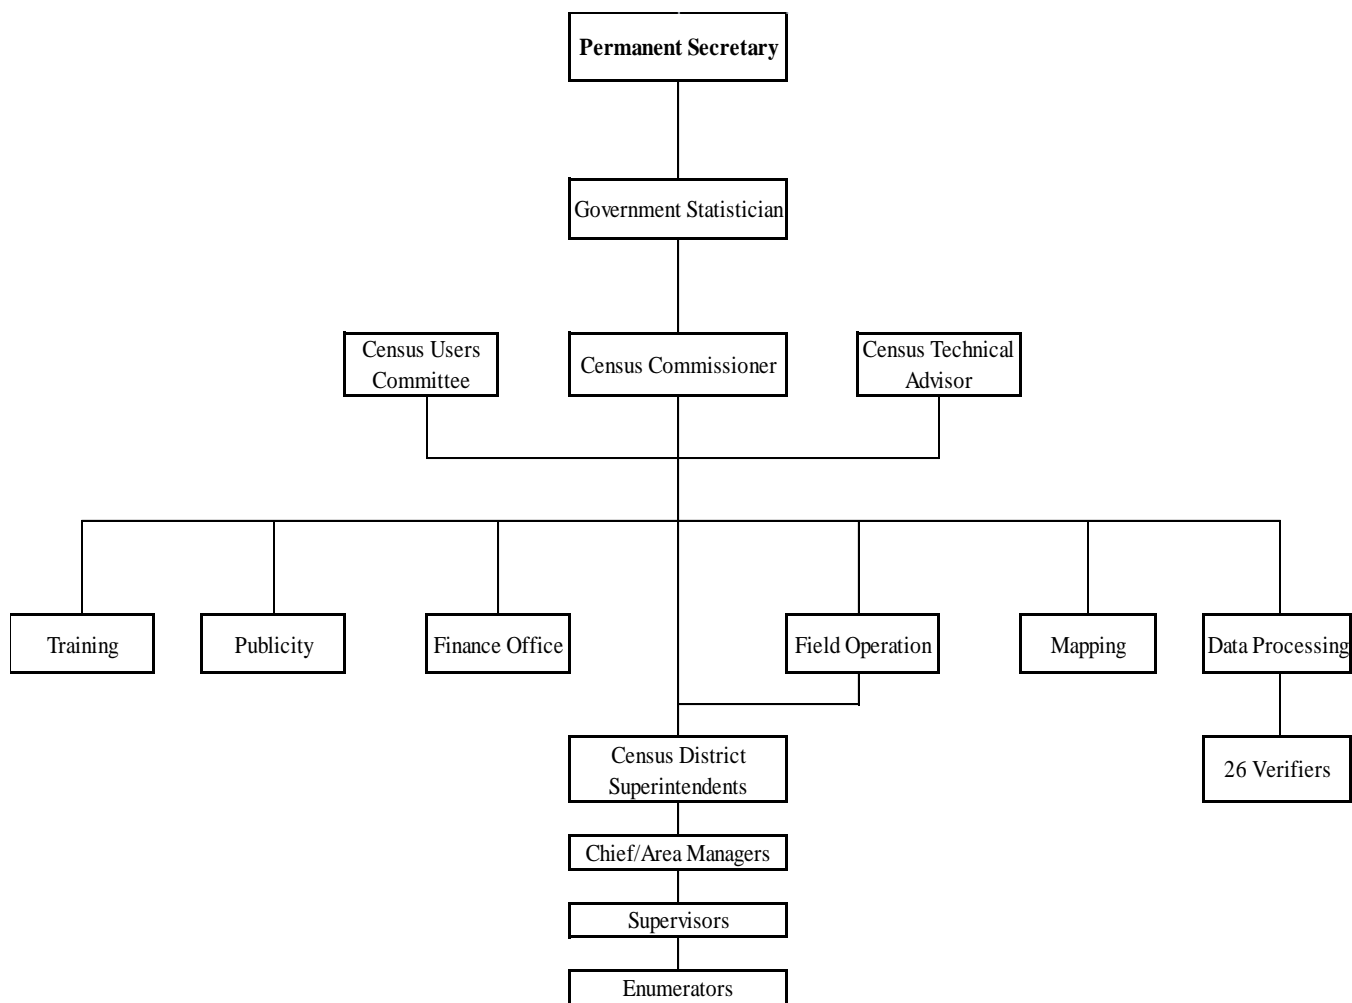 Permanent Secretary
Government Statistician
Census Users
Committee
Census Commissioner
Census Technical
Advisor
Training
Publicity
Finance Office
Field Operation
Mapping
Data Processing
Census District
Superintendents
26 Verifiers
Chief/Area Managers
Supervisors
Enumerators